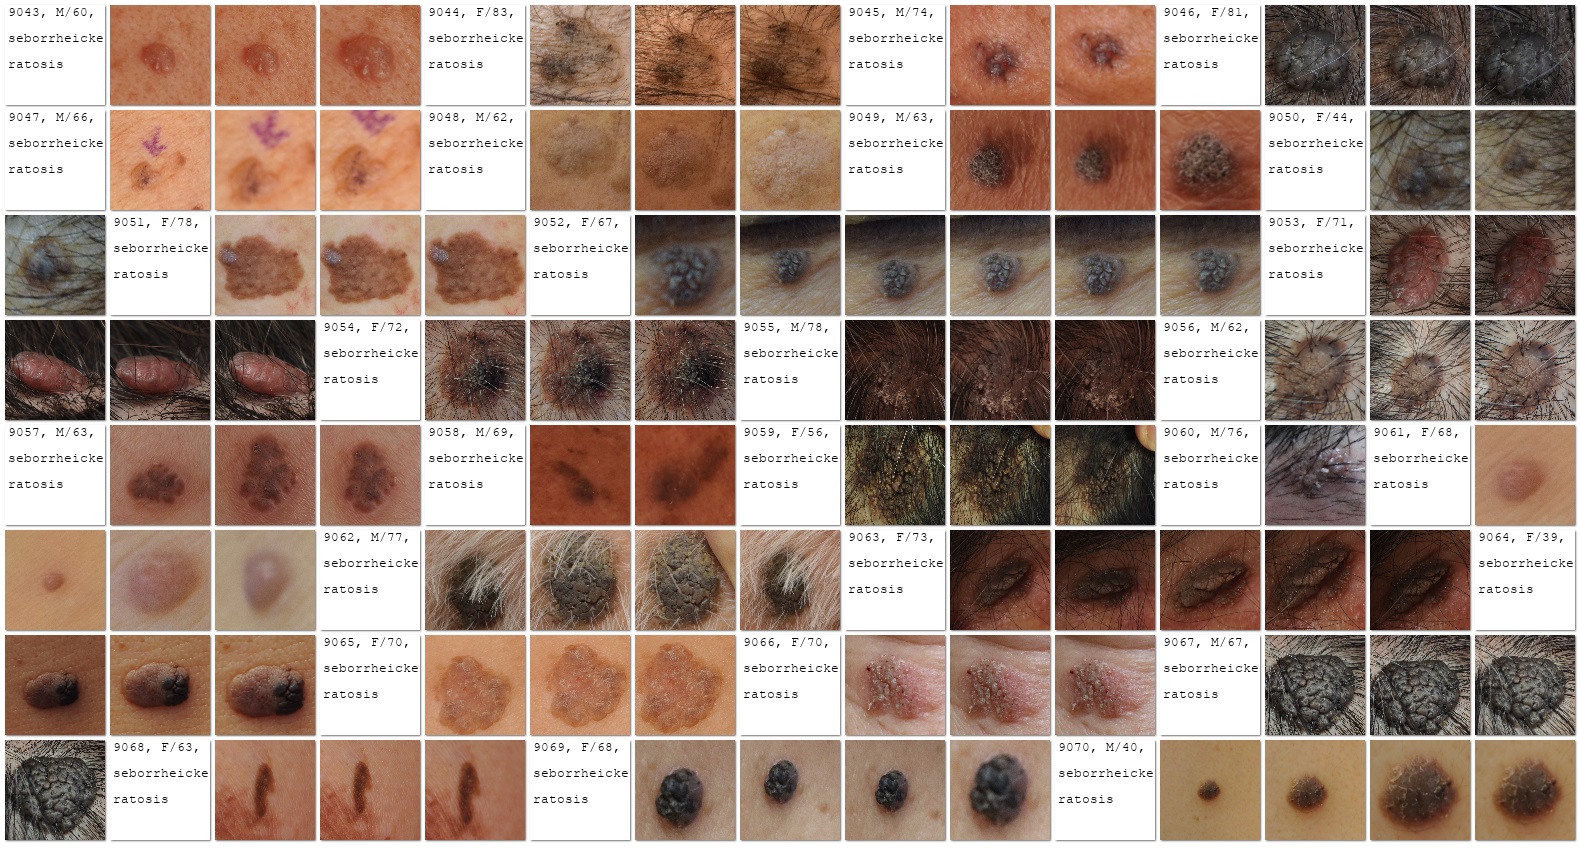 9043, M/60,
seborrheicke
ratosis
9044, F/83,
seborrheicke
ratosis
9045, M/74,
seborrheicke
ratosis
9046, F/81,
seborrheicke
ratosis
9047, M/66,
seborrheicke
ratosis
9048, M/62,
seborrheicke
ratosis
9049, M/63,
seborrheicke
ratosis
9050, F/44,
seborrheicke
ratosis
9051, F/78,
seborrheicke
ratosis
9052, F/67,
seborrheicke
ratosis
9053, F/71,
seborrheicke
ratosis
9054, F/72,
seborrheicke
ratosis
9055, M/78,
seborrheicke
ratosis
9056, M/62,
seborrheicke
ratosis
9057, M/63,
seborrheicke
ratosis
9058, M/69,
seborrheicke
ratosis
9059, F/56,
seborrheicke
ratosis
9060, M/76,
seborrheicke
ratosis
9061, F/68,
seborrheicke
ratosis
9062, M/77,
seborrheicke
ratosis
9063, F/73,
seborrheicke
ratosis
9064, F/39,
seborrheicke
ratosis
9065, F/70,
seborrheicke
ratosis
9066, F/70,
seborrheicke
ratosis
9067, M/67,
seborrheicke
ratosis
9068, F/63,
seborrheicke
ratosis
9069, F/68,
seborrheicke
ratosis
9070, M/40,
seborrheicke
ratosis